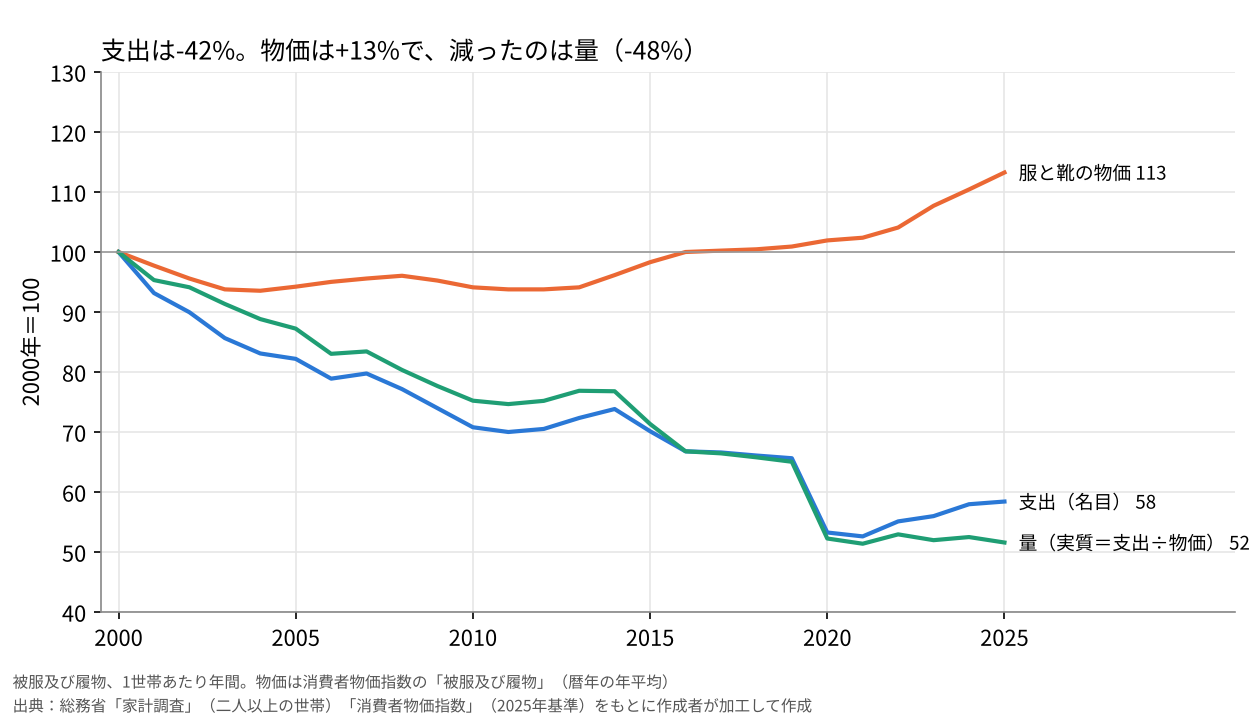 支出は-42%。物価は+13%で、減ったのは量（-48%）
130
120
110
100
90
80
70
60
50
40
2000年＝100
服と靴の物価 113
支出（名目） 58
量（実質＝支出÷物価） 52
2000 2005 2010 2015 2020 2025
被服及び履物、1世帯あたり年間。物価は消費者物価指数の「被服及び履物」（暦年の年平均）
出典：総務省「家計調査」（二人以上の世帯）「消費者物価指数」（2025年基準）をもとに作成者が加工して作成